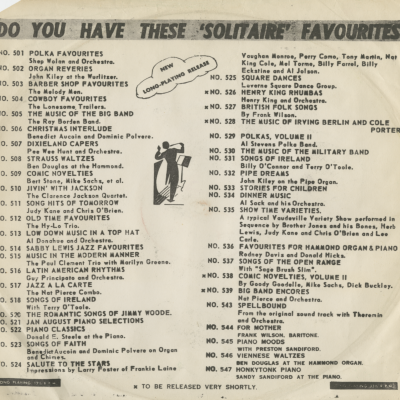 DO YOU HAVE THESE 'SOLITAIRE' FAVOURITES
NO. 501 POLKA FAVOURITES
Shep Wolan and Orchestra.
NO. 502 ORGAN REVERIES
John Kiley at the Wurlitzer.
NO. 503 BARBER SHOP FAVOURITES
The Melody Men.
NO. 504 COWBOY FAVOURITES
The Lonesome Trailers.
NO. 505 THE MUSIC OF THE BIG BAND
The Ray Borden Band.
NO. 506 CHRISTMAS INTERLUDE
Benedict Aucoin and Dominic Polvere.
NO. 507 DIXIELAND CAPERS
Pee Wee Hunt and Orchestra.
NO. 508 STRAUSS WALTZES
Ben Douglas at the Hammond.
NO. 509 COMIC NOVELTIES
Bert Stone, Mike Sachs, et al.
NO. 510 JIVIN' WITH JACKSON
The Clarence Jackson Quartet.
NO. 511 SONG HITS OF TOMORROW
Judy Kane and Chris O'Brien.
NO. 512 OLD TIME FAVOURITES
The Hy-Lo Trio.
NO. 513 LOW DOWN MUSIC IN A TOP HAT.
Al Donahoe and Orchestra.
NO. 514 SABBY LEWIS JAZZ FAVOURITES
NO. 515 MUSIC IN THE MODERN MANNER
The Paul Clement Trio with Marilyn Greene.
NO. 516 LATIN AMERICAN RHYTHMS
Guy Principato and Orchestra.
NO. 517 JAZZ A LA CARTE
The Nat Pierce Combo.
NO. 518 SONGS OF IRELAND
With Terry O'Toole.
NO. 520 THE ROMANTIC SONGS OF JIMMY WOODE.
NO. 521 JAN AUGUST PIANO SELECTIONS
NO. 522 PIANO CLASSICS
Donald E. Steele at the Piano.
NO. 523 SONGS OF FAITH
Benedict Aucoin and Dominic Polvere on Organ
and Chimes.
NO. 524 SALUTE TO THE STARS
Impressions by Larry Foster of Frankie Laine
NEW
LONG-PLAYING RELEASE
Vaughan Monroe, Perry Como, Tony Martin, Nat
King Cole, Mel Torme, Billy Farrel, Billy
Eckstine and Al Jolson.
NO. 525 SQUARE DANCES
Laverne Square Dance Group.
x NO. 526 HENRY KING RHUMBAS
Henry King and Orchestra.
x NO. 527 BRITISH FOLK SONGS
By Frank Wilson.
x NO. 528 THE MUSIC OF IRVING BERLIN AND COLE
PORTER
NO. 529 POLKAS, VOLUME II
Al Stevens Polka Band.
NO. 530 THE MUSIC OF THE MILITARY BAND
NO. 531 SONGS OF IRELAND
Billy O'Connor and Terry O'Toole.
NO. 532 PIPE DREAMS
John Kiley on the Pipe Organ.
NO. 533 STORIES FOR CHILDREN
NO. 534 DINNER MUSIC
Al Sack and his Orchestra.
NO. 535 SHOW TIME VARIETIES.
A typical Vaudeville Variety Show performed in
Sequence by Brother Jones and his Bones, Herb
Lewis, Judy Kane and Chris O'Brien and Lee
Carle.
NO. 536 FAVOURITES FOR HAMMOND ORGAN & PIANO
Rodney Davis and Donald Hicks.
NO. 537 SONGS OF THE OPEN RANGE
With "Sage Brush Slim".
x NO. 538 COMIC NOVELTIES, VOLUME II
By Goody Goodelle, Mike Sachs, Dick Buckley.
x NO. 539 BIG BAND ENCORES
Nat Pierce and Orchestra.
NO. 543 SPELLBOUND
From the original sound track with Theremin
and Orchestra.
NO. 544 FOR MOTHER
FRANK WILSON, BARITONE.
NO. 545 PIANO MOODS
WITH PRESTON SANDIFORD.
NO. 546 VIENNESE WALTZES
BEN DOUGLAS AT THE HAMMOND ORGAN.
NO. 547 HONKYTONK PIANO
SANDY SANDIFORD AT THE PIANO.
x TO BE RELEASED VERY SHORTLY.